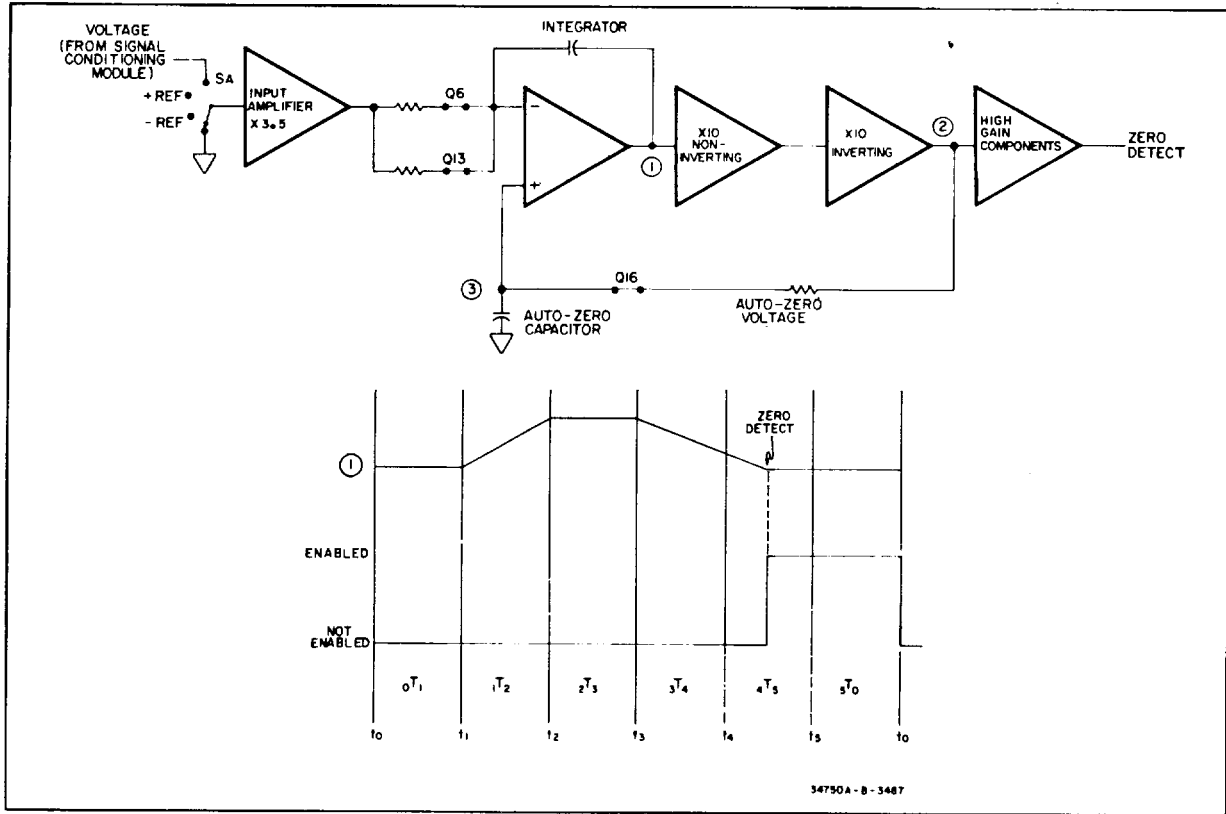 VOLTAGE
(FROM SIGNAL
CONDITIONING
MODULE)
SA
+ REF
- REF
INPUT
AMPLIFIER
X 3.5
Q6
Q13
INTEGRATOR
-
+
①
X10
NON-
INVERTING
X10
INVERTING
②
HIGH
GAIN
COMPONENTS
ZERO
DETECT
③
Q16
AUTO-ZERO
CAPACITOR
AUTO-ZERO
VOLTAGE
ZERO
DETECT
①
ENABLED
NOT
ENABLED
0T1 1T2 2T3 3T4 4T5 5T0
t0 t1 t2 t3 t4 t5 t0
34750A-B-3487